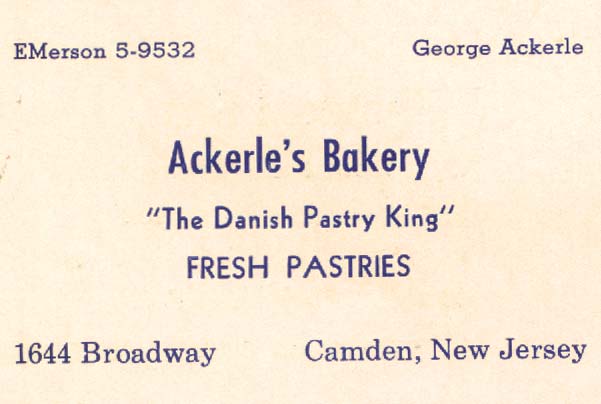 EMerson 5-9532 George Ackerle
Ackerle's Bakery
"The Danish Pastry King"
FRESH PASTRIES
1644 Broadway Camden, New Jersey